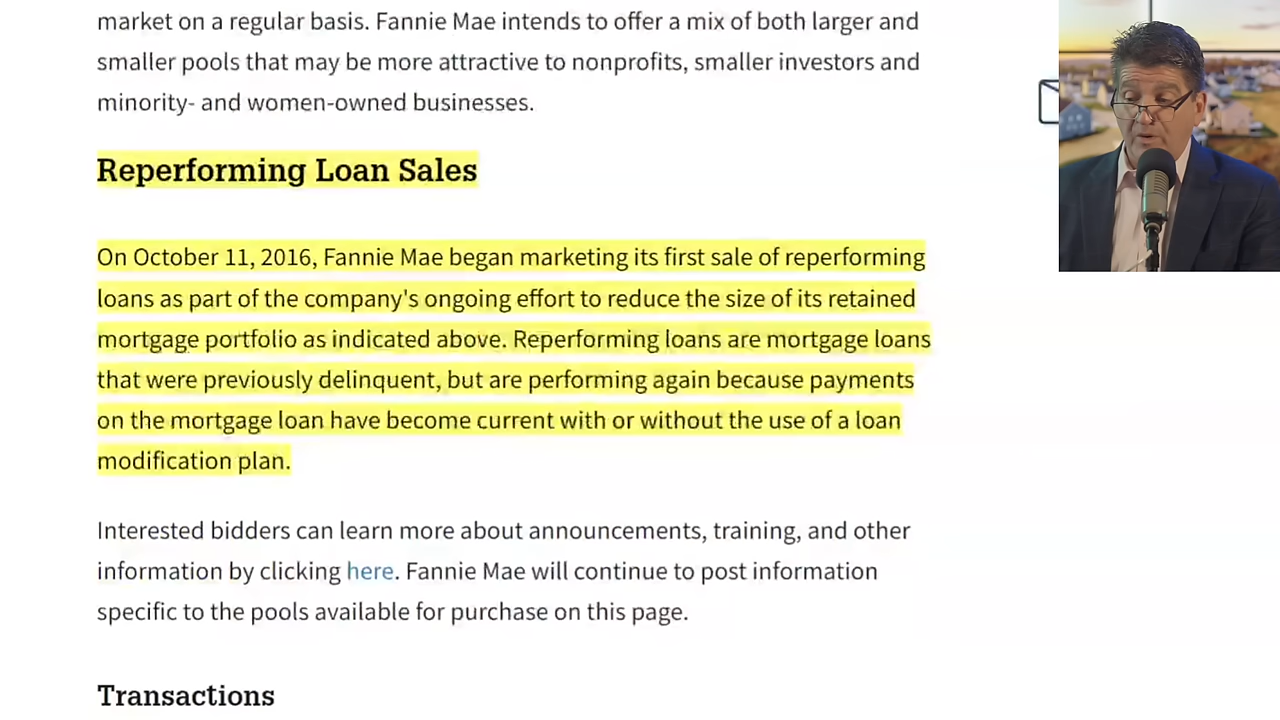 market on a regular basis. Fannie Mae intends to offer a mix of both larger and
smaller pools that may be more attractive to nonprofits, smaller investors and
minority- and women-owned businesses.
Reperforming Loan Sales
On October 11, 2016, Fannie Mae began marketing its first sale of reperforming
loans as part of the company's ongoing effort to reduce the size of its retained
mortgage portfolio as indicated above. Reperforming loans are mortgage loans
that were previously delinquent, but are performing again because payments
on the mortgage loan have become current with or without the use of a loan
modification plan.
Interested bidders can learn more about announcements, training, and other
information by clicking here. Fannie Mae will continue to post information
specific to the pools available for purchase on this page.
Transactions